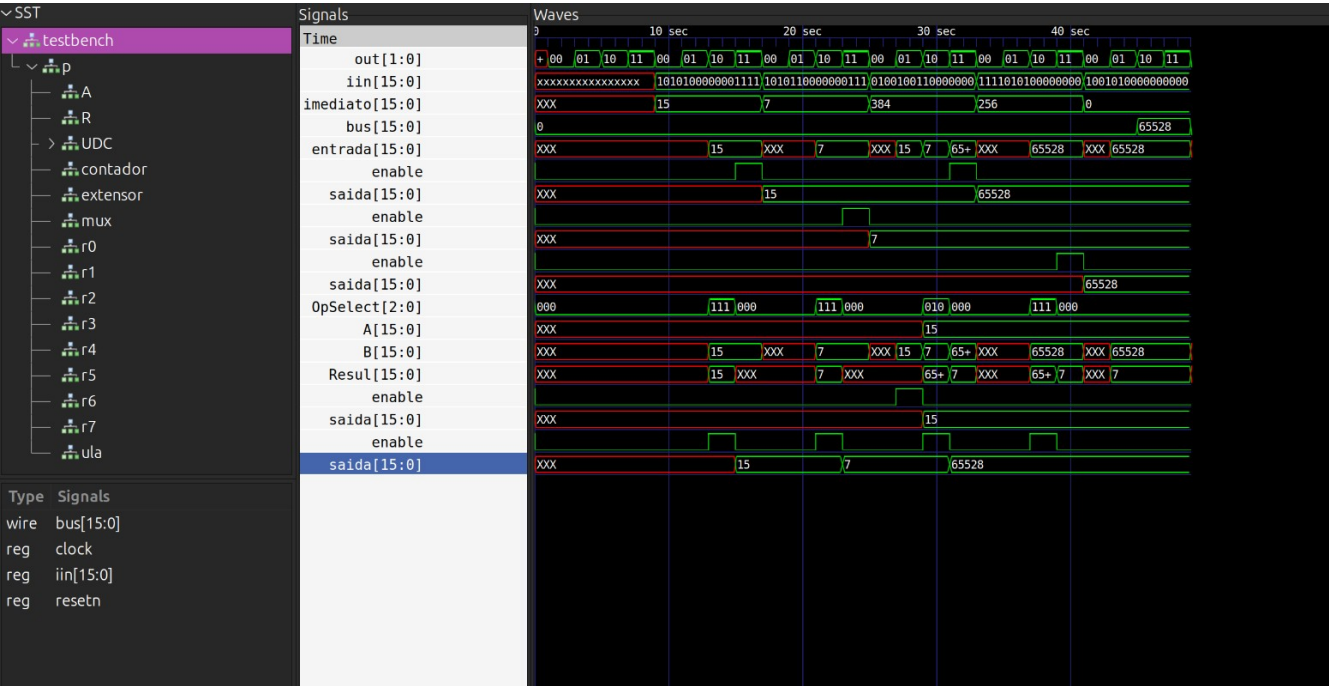 SST
testbench
p
A
R
UDC
contador
extensor
mux
r0
r1
r2
r3
r4
r5
r6
r7
ula
Type Signals
wire bus[15:0]
reg clock
reg iin[15:0]
reg resetn
Signals
Time
out[1:0]
iin[15:0]
imediato[15:0]
bus[15:0]
entrada[15:0]
enable
saida[15:0]
enable
saida[15:0]
enable
saida[15:0]
OpSelect[2:0]
A[15:0]
B[15:0]
Resul[15:0]
enable
saida[15:0]
enable
saida[15:0]
Waves
0 10 sec 20 sec 30 sec 40 sec
+ 00 01 10 11 00 01 10 11 00 01 10 11 00 01 10 11 00 01 10 11 00 01 10 11
xxxxxxxxxxxxxxxx 1010100000001111 1010110000000111 0100100110000000 1111010100000000 1001010000000000
XXX 15 7 384 256 0
0 65528
XXX 15 XXX 7 XXX 15 7 65+ XXX 65528 XXX 65528
XXX 15 65528
XXX 7
XXX 65528
000 111 000 111 000 010 000 111 000
XXX 15
XXX 15 XXX 7 XXX 15 7 65+ XXX 65528 XXX 65528
XXX 15 XXX 7 XXX 65+ 7 XXX 65+ 7 XXX 7
XXX 15
XXX 15 7 65528